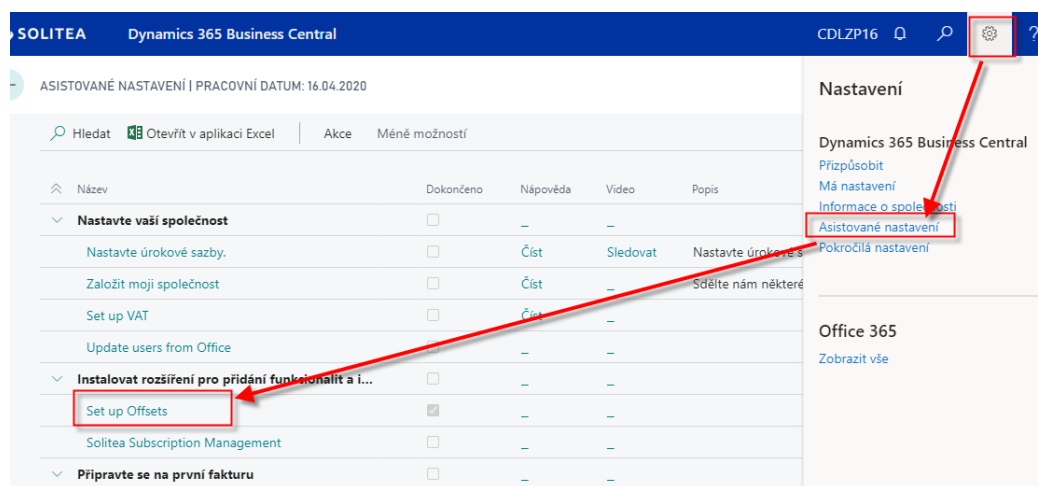 SOLITEA Dynamics 365 Business Central CDLZP16 ?
ASISTOVANÉ NASTAVENÍ | PRACOVNÍ DATUM: 16.04.2020
Hledat Otevřít v aplikaci Excel Akce Méně možností
Název Dokončeno Nápověda Video Popis
Nastavte vaší společnost _ _
Nastavte úrokové sazby. Číst Sledovat Nastavte úrokové s
Založit moji společnost Číst _ Sdělte nám některé
Set up VAT Číst _
Update users from Office _ _
Instalovat rozšíření pro přidání funkcionalit a i... _ _
Set up Offsets _ _
Solitea Subscription Management _ _
Připravte se na první fakturu _ _
Nastavení
Dynamics 365 Business Central
Přizpůsobit
Má nastavení
Informace o společnosti
Asistované nastavení
Pokročilá nastavení
Office 365
Zobrazit vše